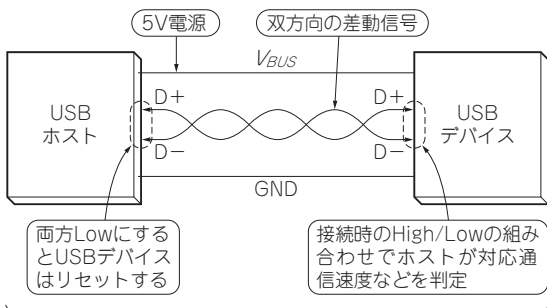 5V電源
双方向の差動信号
VBUS
USB
ホスト
D+
D−
D+
D−
USB
デバイス
GND
両方Lowにする
とUSBデバイス
はリセットする
接続時のHigh/Lowの組み
合わせでホストが対応通
信速度などを判定